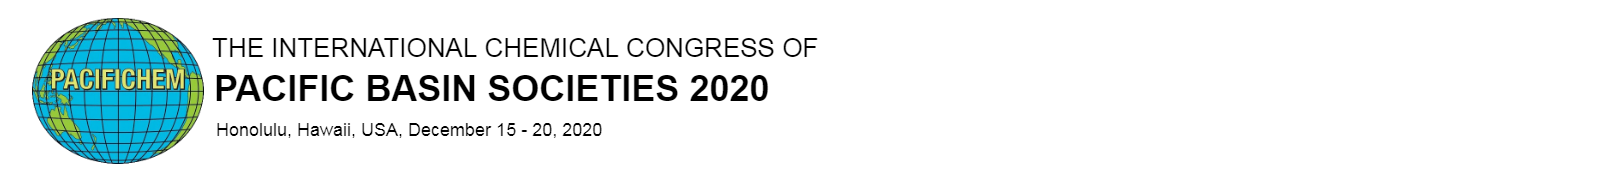 PACIFICHEM
THE INTERNATIONAL CHEMICAL CONGRESS OF
PACIFIC BASIN SOCIETIES 2020
Honolulu, Hawaii, USA, December 15 - 20, 2020